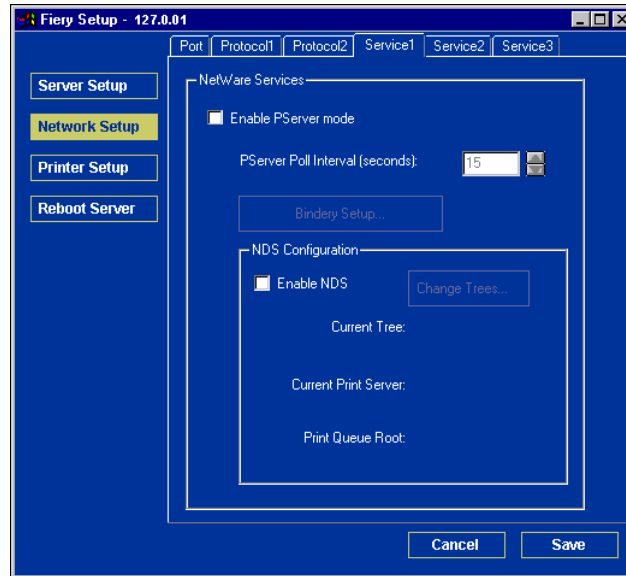 Fiery Setup - 127.0.01
Port Protocol1 Protocol2 Service1 Service2 Service3
Server Setup
Network Setup
Printer Setup
Reboot Server
NetWare Services
Enable PServer mode
PServer Poll Interval (seconds): 15
Bindery Setup...
NDS Configuration
Enable NDS
Change Trees...
Current Tree:
Current Print Server:
Print Queue Root:
Cancel Save